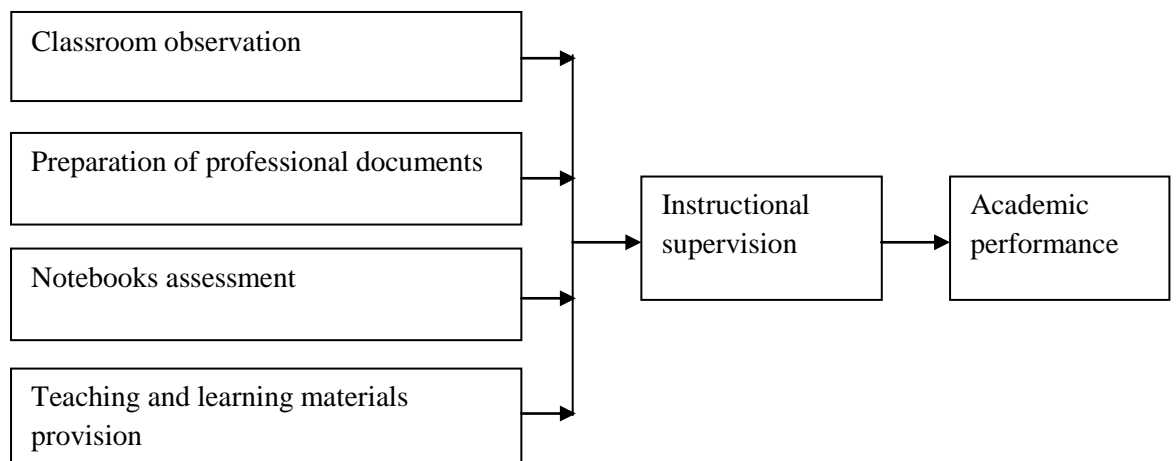 Classroom observation
Preparation of professional documents
Notebooks assessment
Teaching and learning materials
provision
Instructional
supervision
Academic
performance